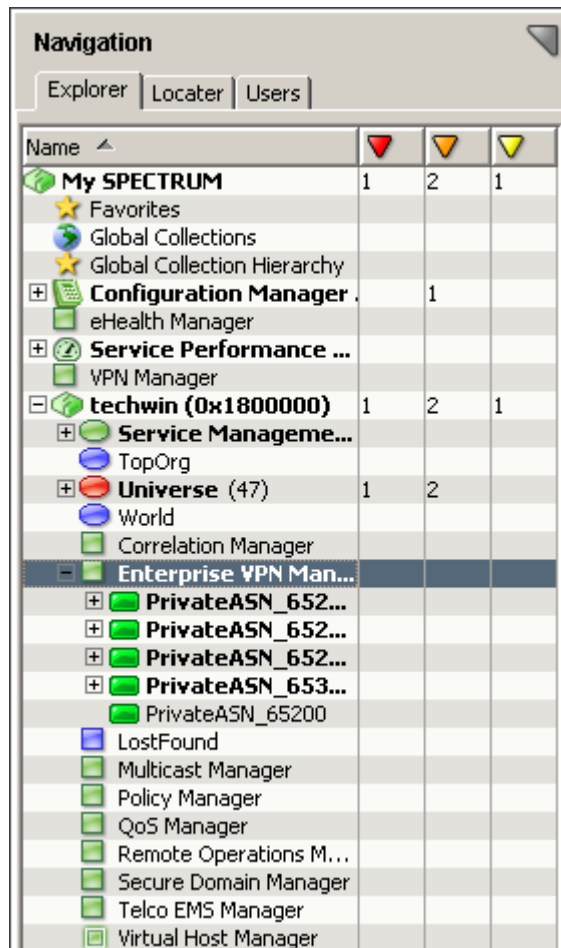 Navigation
Explorer Locater Users
Name
My SPECTRUM 1 2 1
Favorites
Global Collections
Global Collection Hierarchy
Configuration Manager . 1
eHealth Manager
Service Performance ...
VPN Manager
techwin (0x1800000) 1 2 1
Service Manageme...
TopOrg
Universe (47) 1 2
World
Correlation Manager
Enterprise VPN Man...
PrivateASN_652...
PrivateASN_652...
PrivateASN_652...
PrivateASN_653...
PrivateASN_65200
LostFound
Multicast Manager
Policy Manager
QoS Manager
Remote Operations M...
Secure Domain Manager
Telco EMS Manager
Virtual Host Manager